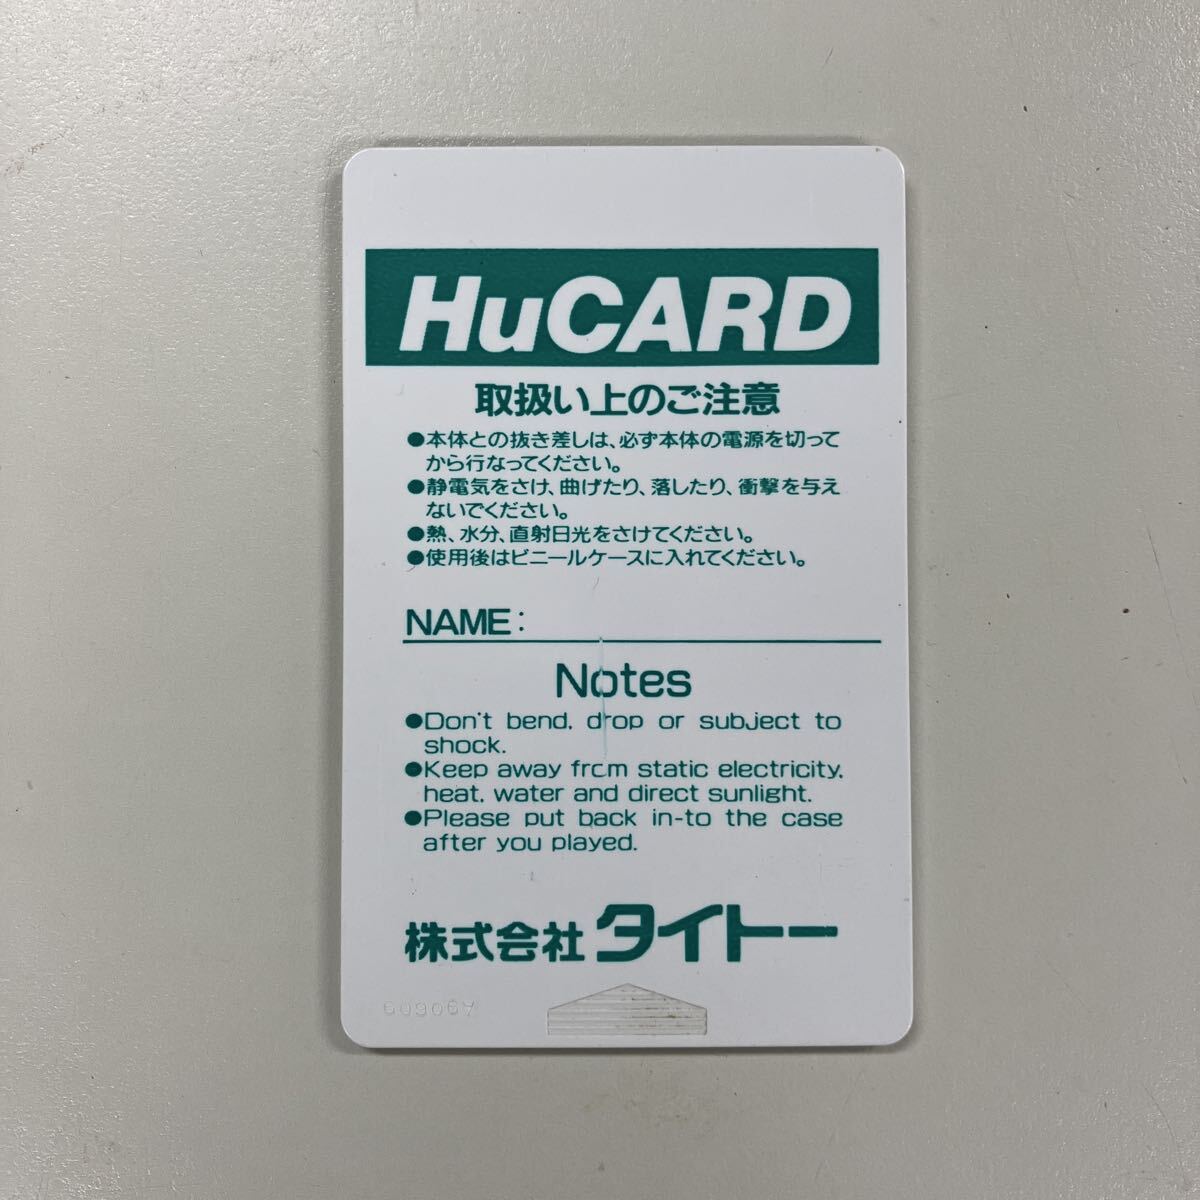 HuCARD
取扱い上のご注意
●本体との抜き差しは、必ず本体の電源を切って
から行なってください。
●静電気をさけ、曲げたり、落したり、衝撃を与え
ないでください。
●熱、水分、直射日光をさけてください。
●使用後はビニールケースに入れてください。
NAME:
Notes
●Don't bend, drop or subject to
shock.
●Keep away from static electricity,
heat, water and direct sunlight.
●Please put back in-to the case
after you played.
株式会社タイトー